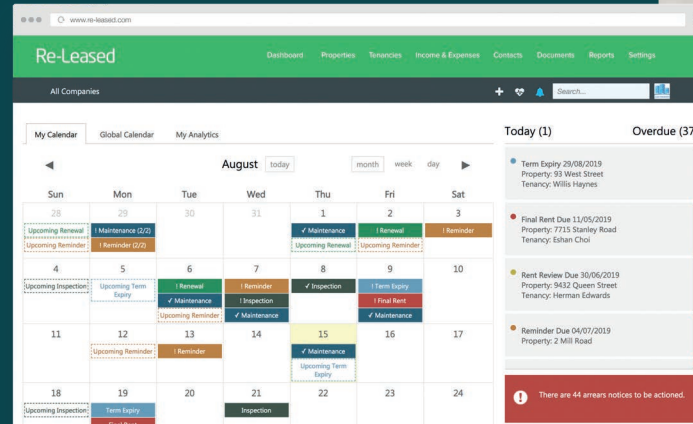 www.re-leased.com
Re-Leased
Dashboard Properties Tenancies Income & Expenses Contacts Documents Reports Settings
All Companies
Search...
My Calendar Global Calendar My Analytics
Today (1) Overdue (37
August today month week day
Sun Mon Tue Wed Thu Fri Sat
28 29 30 31 1 2 3
Upcoming Renewal ! Maintenance (2/2) ✓ Maintenance ! Renewal ! Reminder
Upcoming Reminder ! Reminder (2/2) Upcoming Renewal Upcoming Reminder
4 5 6 7 8 9 10
Upcoming Inspection Upcoming Term Expiry ! Renewal ! Reminder ✓ Inspection ! Term Expiry
✓ Maintenance ! Inspection ! Final Rent
Upcoming Reminder ✓ Maintenance ✓ Maintenance
11 12 13 14 15 16 17
Upcoming Reminder ! Reminder ✓ Maintenance
Upcoming Term Expiry
18 19 20 21 22 23 24
Upcoming Inspection Term Expiry Inspection
Final Rent
Term Expiry 29/08/2019
Property: 93 West Street
Tenancy: Willis Haynes
Final Rent Due 11/05/2019
Property: 7715 Stanley Road
Tenancy: Eshan Choi
Rent Review Due 30/06/2019
Property: 9432 Queen Street
Tenancy: Herman Edwards
Reminder Due 04/07/2019
Property: 2 Mill Road
! There are 44 arrears notices to be actioned.